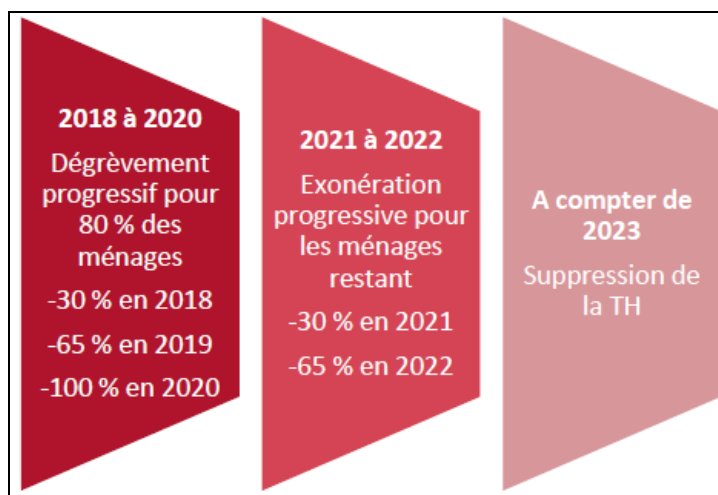 2018 à 2020
Dégrèvement
progressif pour
80 % des
ménages
-30 % en 2018
-65 % en 2019
-100 % en 2020
2021 à 2022
Exonération
progressive pour
les ménages
restant
-30 % en 2021
-65 % en 2022
A compter de
2023
Suppression de
la TH